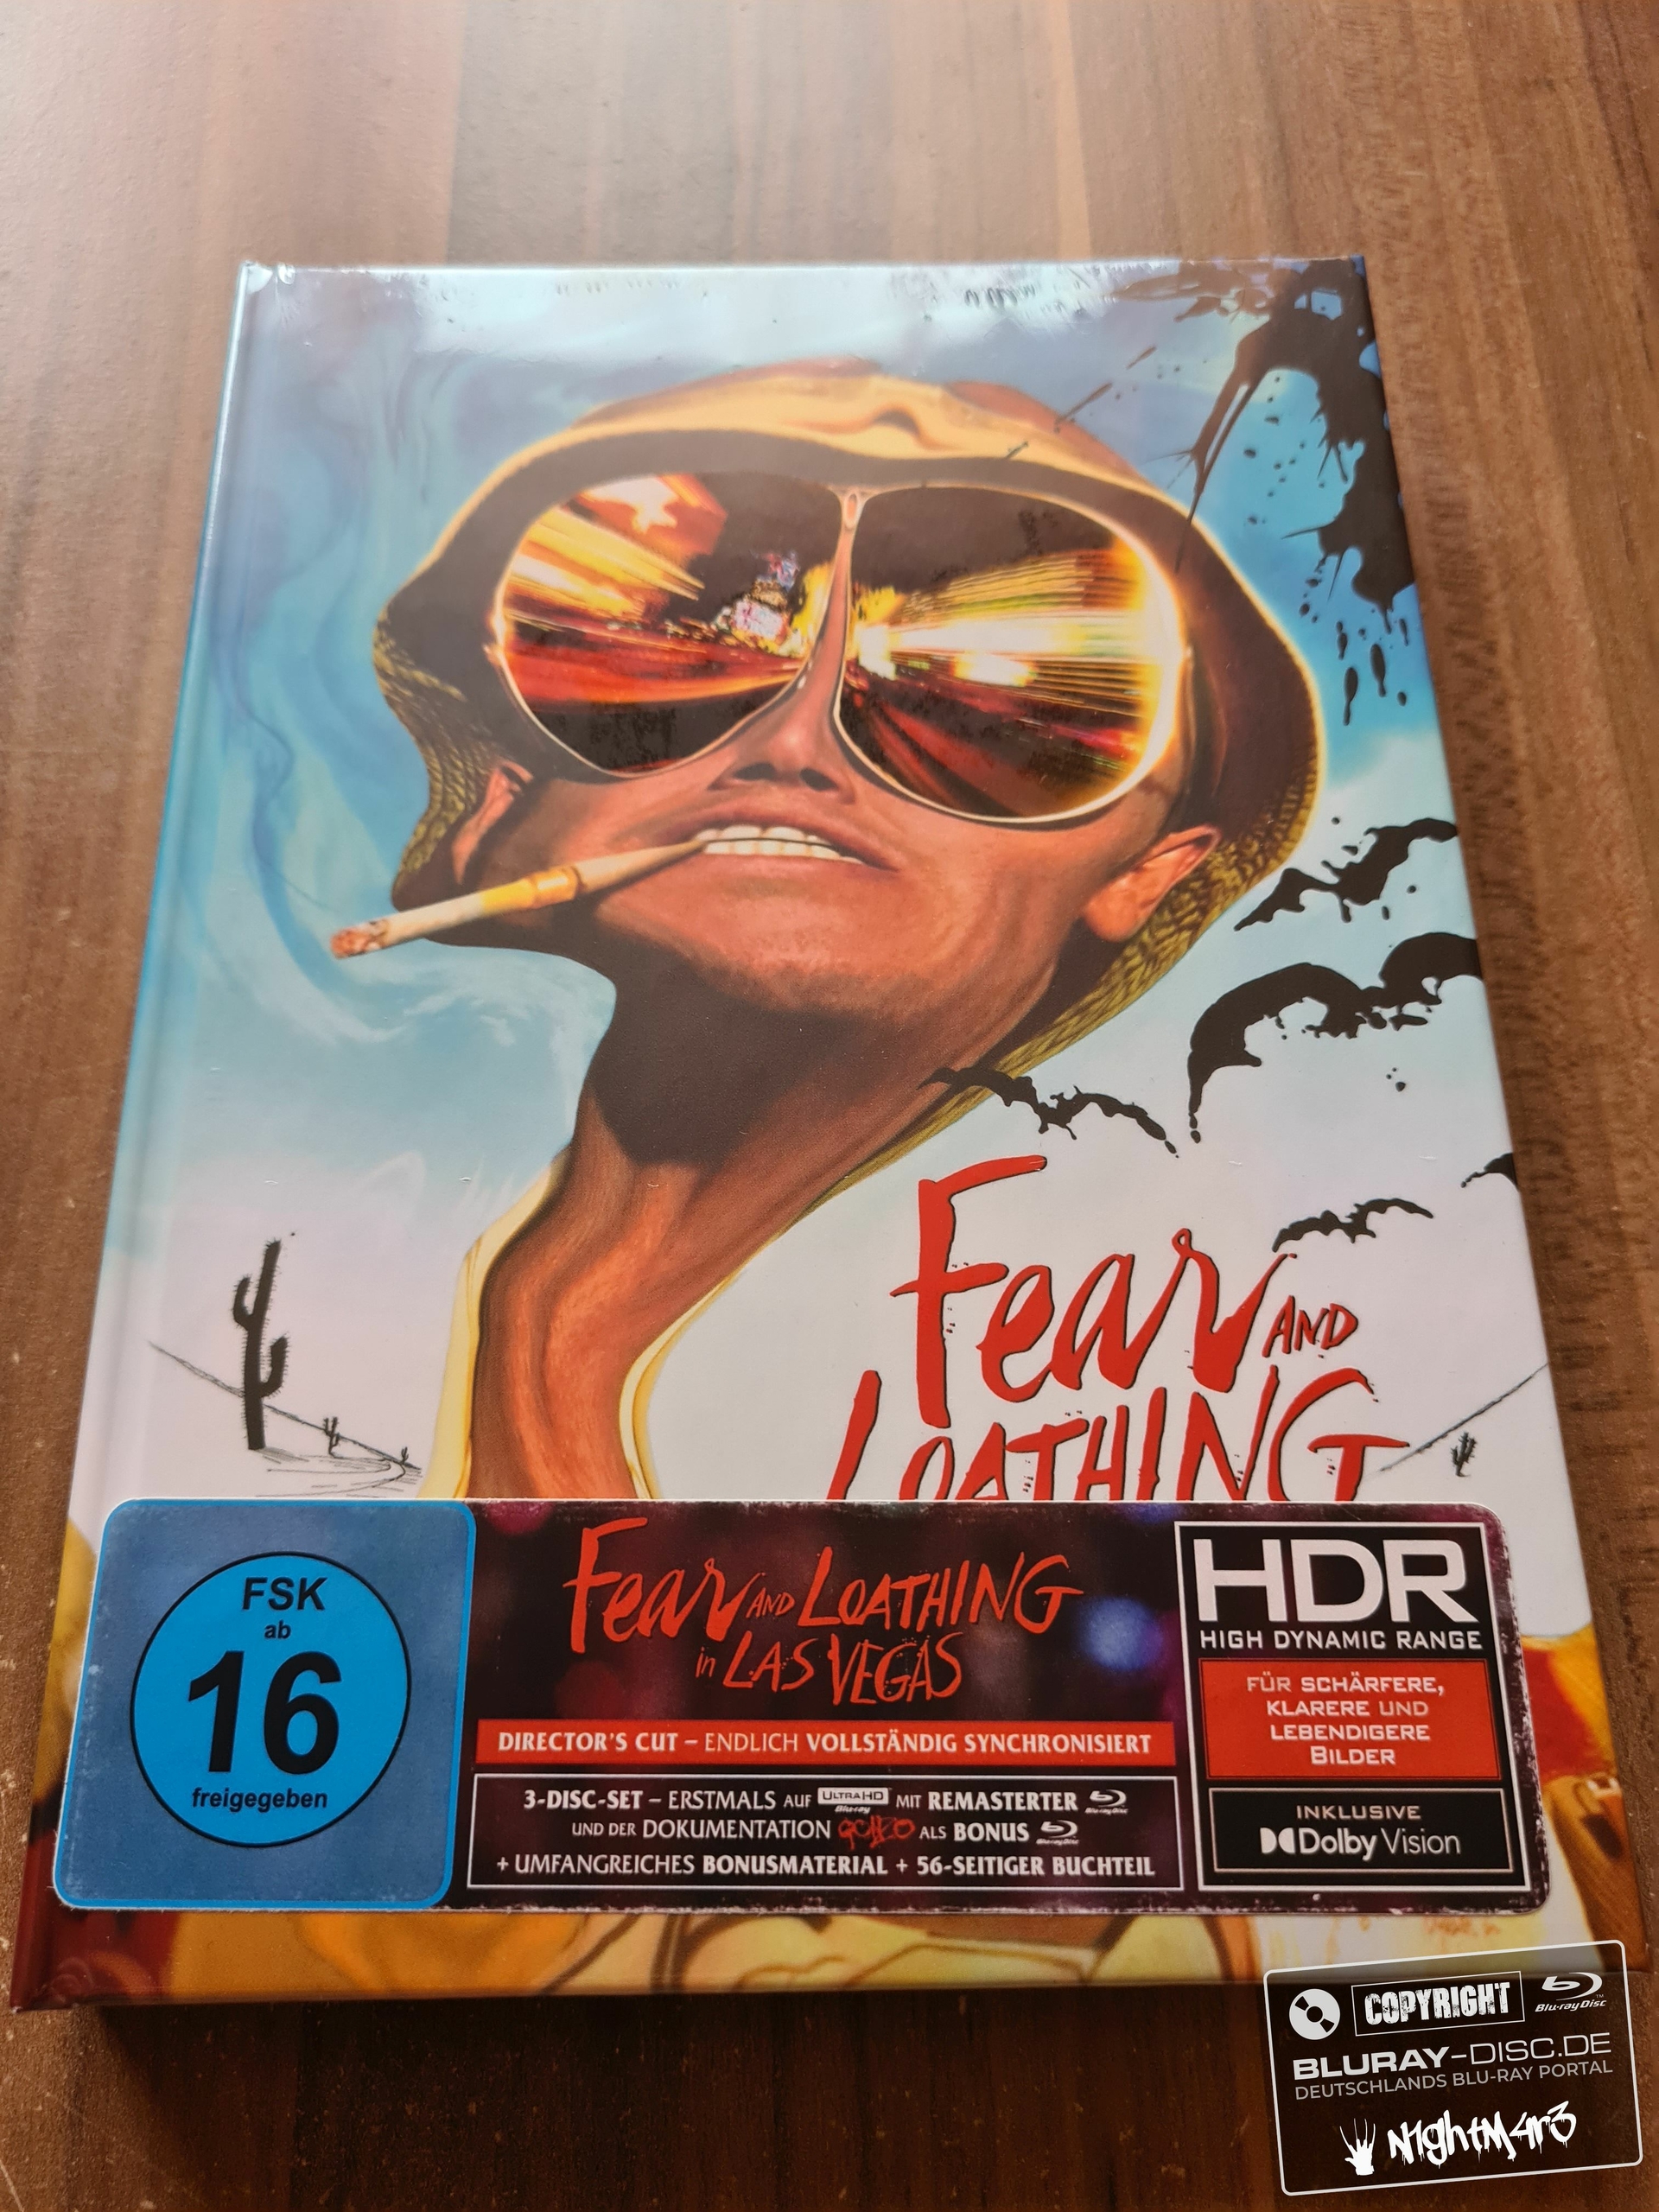 Fear AND
LOATHING
FSK
ab
16
freigegeben
Fear AND LOATHING
in LAS VEGAS
DIRECTOR'S CUT – ENDLICH VOLLSTÄNDIG SYNCHRONISIERT
3-DISC-SET – ERSTMALS AUF ULTRA HD Blu-ray MIT REMASTERTER Blu-ray Disc
UND DER DOKUMENTATION GONZO ALS BONUS Blu-ray Disc
+ UMFANGREICHES BONUSMATERIAL + 56-SEITIGER BUCHTEIL
HDR
HIGH DYNAMIC RANGE
FÜR SCHÄRFERE,
KLARERE UND
LEBENDIGERE
BILDER
INKLUSIVE
Dolby Vision
COPYRIGHT Blu-ray Disc™
BLURAY-DISC.DE
DEUTSCHLANDS BLU-RAY PORTAL
N1ghtM4r3